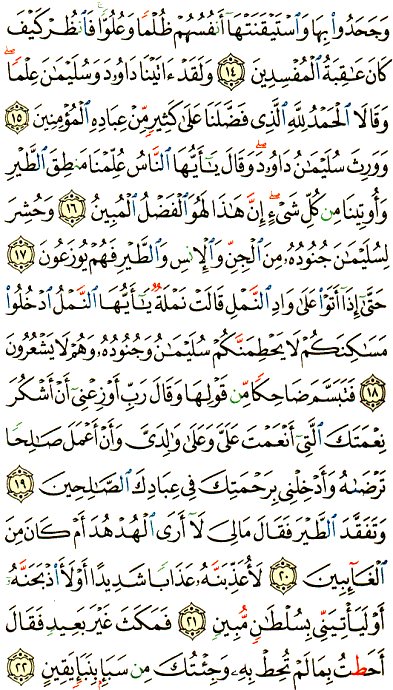 وَجَحَدُوا۟ بِهَا وَٱسْتَيْقَنَتْهَآ أَنفُسُهُمْ ظُلْمًا وَعُلُوًّا ۚ فَٱنظُرْ كَيْفَ
كَانَ عَـٰقِبَةُ ٱلْمُفْسِدِينَ ١٤ وَلَقَدْ ءَاتَيْنَا دَاوُۥدَ وَسُلَيْمَـٰنَ عِلْمًا ۖ
وَقَالَا ٱلْحَمْدُ لِلَّهِ ٱلَّذِى فَضَّلَنَا عَلَىٰ كَثِيرٍ مِّنْ عِبَادِهِ ٱلْمُؤْمِنِينَ ١٥
وَوَرِثَ سُلَيْمَـٰنُ دَاوُۥدَ ۖ وَقَالَ يَـٰٓأَيُّهَا ٱلنَّاسُ عُلِّمْنَا مَنطِقَ ٱلطَّيْرِ
وَأُوتِينَا مِن كُلِّ شَىْءٍ ۖ إِنَّ هَـٰذَا لَهُوَ ٱلْفَضْلُ ٱلْمُبِينُ ١٦ وَحُشِرَ
لِسُلَيْمَـٰنَ جُنُودُهُۥ مِنَ ٱلْجِنِّ وَٱلْإِنسِ وَٱلطَّيْرِ فَهُمْ يُوزَعُونَ ١٧
حَتَّىٰٓ إِذَآ أَتَوْا۟ عَلَىٰ وَادِ ٱلنَّمْلِ قَالَتْ نَمْلَةٌ يَـٰٓأَيُّهَا ٱلنَّمْلُ ٱدْخُلُوا۟
مَسَـٰكِنَكُمْ لَا يَحْطِمَنَّكُمْ سُلَيْمَـٰنُ وَجُنُودُهُۥ وَهُمْ لَا يَشْعُرُونَ
١٨ فَتَبَسَّمَ ضَاحِكًا مِّن قَوْلِهَا وَقَالَ رَبِّ أَوْزِعْنِىٓ أَنْ أَشْكُرَ
نِعْمَتَكَ ٱلَّتِىٓ أَنْعَمْتَ عَلَىَّ وَعَلَىٰ وَٰلِدَىَّ وَأَنْ أَعْمَلَ صَـٰلِحًا
تَرْضَىٰهُ وَأَدْخِلْنِى بِرَحْمَتِكَ فِى عِبَادِكَ ٱلصَّـٰلِحِينَ ١٩
وَتَفَقَّدَ ٱلطَّيْرَ فَقَالَ مَا لِىَ لَآ أَرَى ٱلْهُدْهُدَ أَمْ كَانَ مِنَ
ٱلْغَآئِبِينَ ٢٠ لَأُعَذِّبَنَّهُۥ عَذَابًا شَدِيدًا أَوْ لَأَا۟ذْبَحَنَّهُۥٓ
أَوْ لَيَأْتِيَنِّى بِسُلْطَـٰنٍ مُّبِينٍ ٢١ فَمَكَثَ غَيْرَ بَعِيدٍ فَقَالَ
أَحَطتُ بِمَا لَمْ تُحِطْ بِهِۦ وَجِئْتُكَ مِن سَبَإٍۭ بِنَبَإٍ يَقِينٍ ٢٢